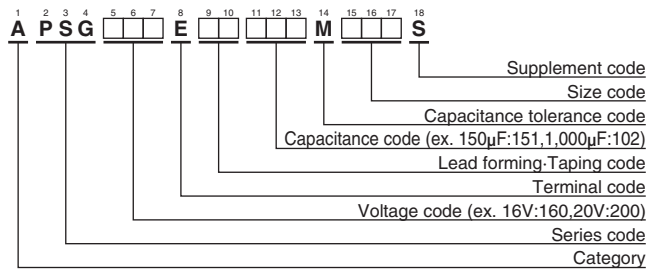 1 2 3 4 5 6 7 8 9 10 11 12 13 14 15 16 17 18
A PSG E M S
Supplement code
Size code
Capacitance tolerance code
Capacitance code (ex. 150μF:151,1,000μF:102)
Lead forming·Taping code
Terminal code
Voltage code (ex. 16V:160,20V:200)
Series code
Category